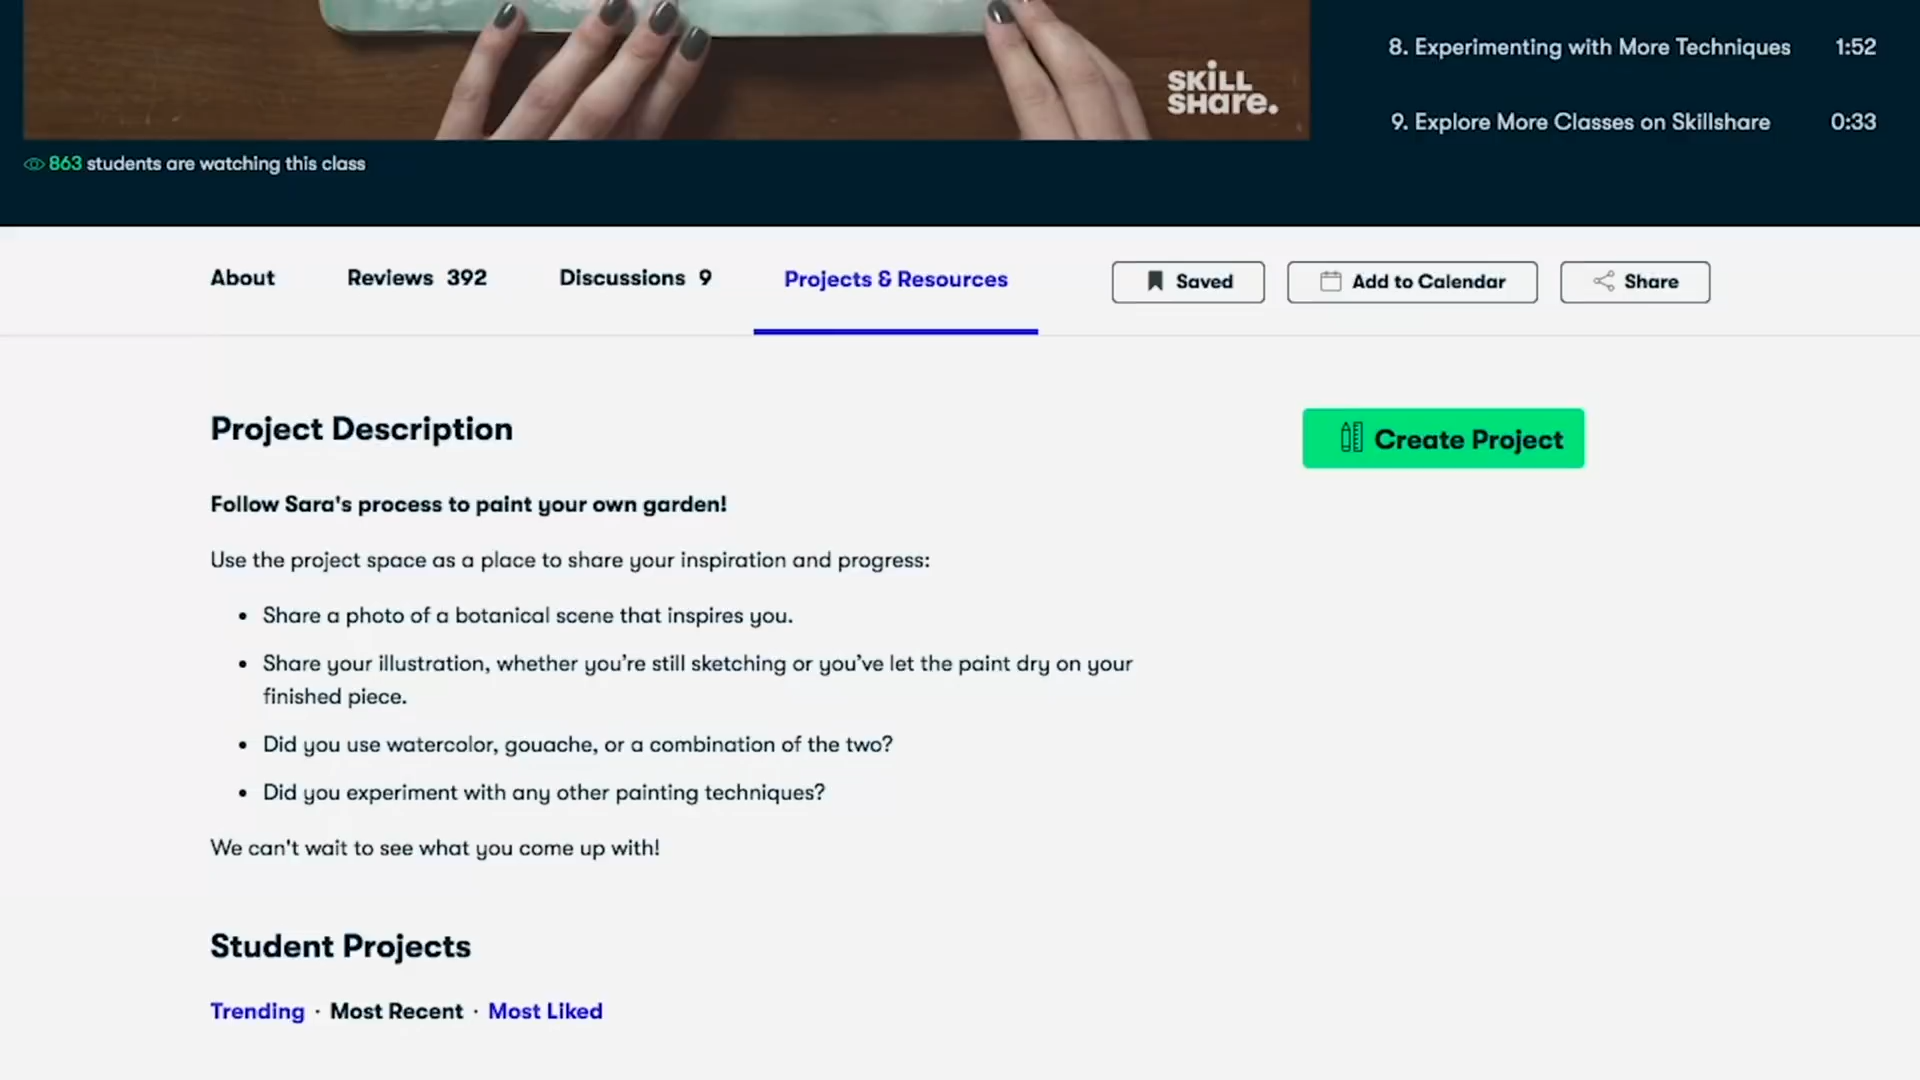 SKILL
SHARE.
8. Experimenting with More Techniques 1:52
9. Explore More Classes on Skillshare 0:33
863 students are watching this class
About Reviews 392 Discussions 9 Projects & Resources Saved Add to Calendar Share
Project Description
Create Project
Follow Sara's process to paint your own garden!
Use the project space as a place to share your inspiration and progress:
• Share a photo of a botanical scene that inspires you.
• Share your illustration, whether you’re still sketching or you’ve let the paint dry on your
finished piece.
• Did you use watercolor, gouache, or a combination of the two?
• Did you experiment with any other painting techniques?
We can't wait to see what you come up with!
Student Projects
Trending · Most Recent · Most Liked